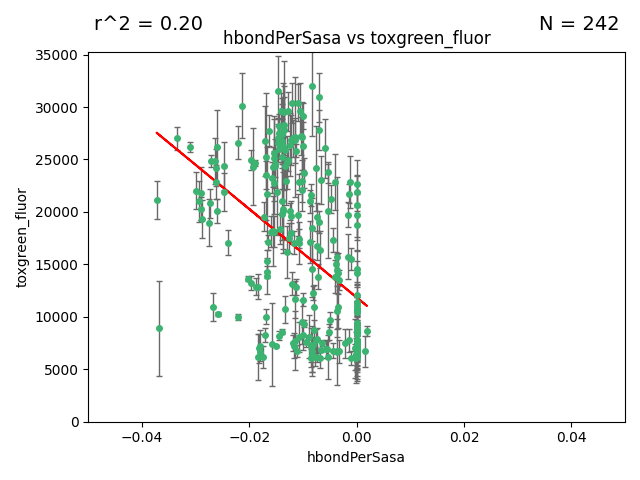 r^2 = 0.20
N = 242
hbondPerSasa vs toxgreen_fluor
35000
30000
25000
20000
15000
10000
5000
0
toxgreen_fluor
−0.04
−0.02
0.00
0.02
0.04
hbondPerSasa